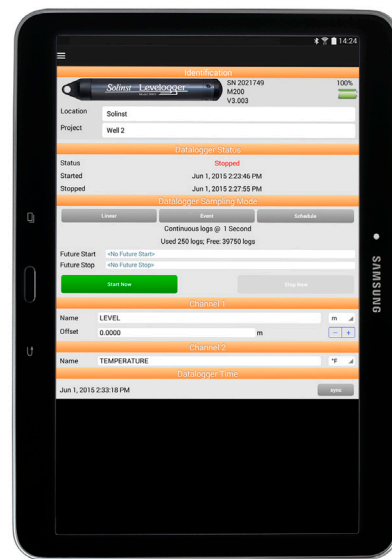 14:24
Identification
Solinst Levelogger
SN 2021749
100%
M200
V3.003
Location
Solinst
Project
Well 2
Datalogger Status
Status
Stopped
Started
Jun 1, 2015 2:23:46 PM
Stopped
Jun 1, 2015 2:27:55 PM
Datalogger Sampling Mode
Linear
Event
Schedule
Continuous logs @ 1 Second
Used 250 logs; Free: 39750 logs
Future Start
<No Future Start>
Future Stop
<No Future Stop>
Start Now
Stop Now
Channel 1
Name
LEVEL
m
Offset
0.0000
m
- +
Channel 2
Name
TEMPERATURE
°F
Datalogger Time
Jun 1, 2015 2:33:18 PM
sync
SAMSUNG